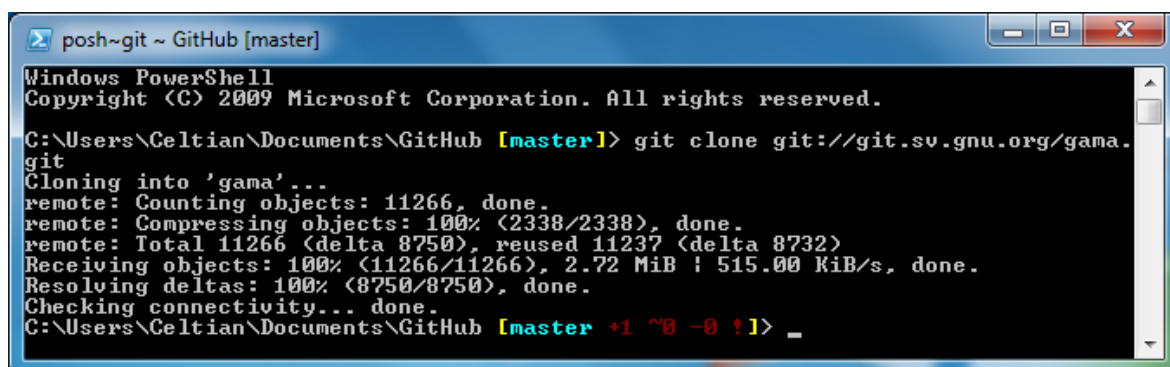 posh~git ~ GitHub [master]
Windows PowerShell
Copyright (C) 2009 Microsoft Corporation. All rights reserved.
C:\Users\Celtian\Documents\GitHub [master]> git clone git://git.sv.gnu.org/gama.
git
Cloning into 'gama'...
remote: Counting objects: 11266, done.
remote: Compressing objects: 100% (2338/2338), done.
remote: Total 11266 (delta 8750), reused 11237 (delta 8732)
Receiving objects: 100% (11266/11266), 2.72 MiB | 515.00 KiB/s, done.
Resolving deltas: 100% (8750/8750), done.
Checking connectivity... done.
C:\Users\Celtian\Documents\GitHub [master +1 ~0 -0 !]> _